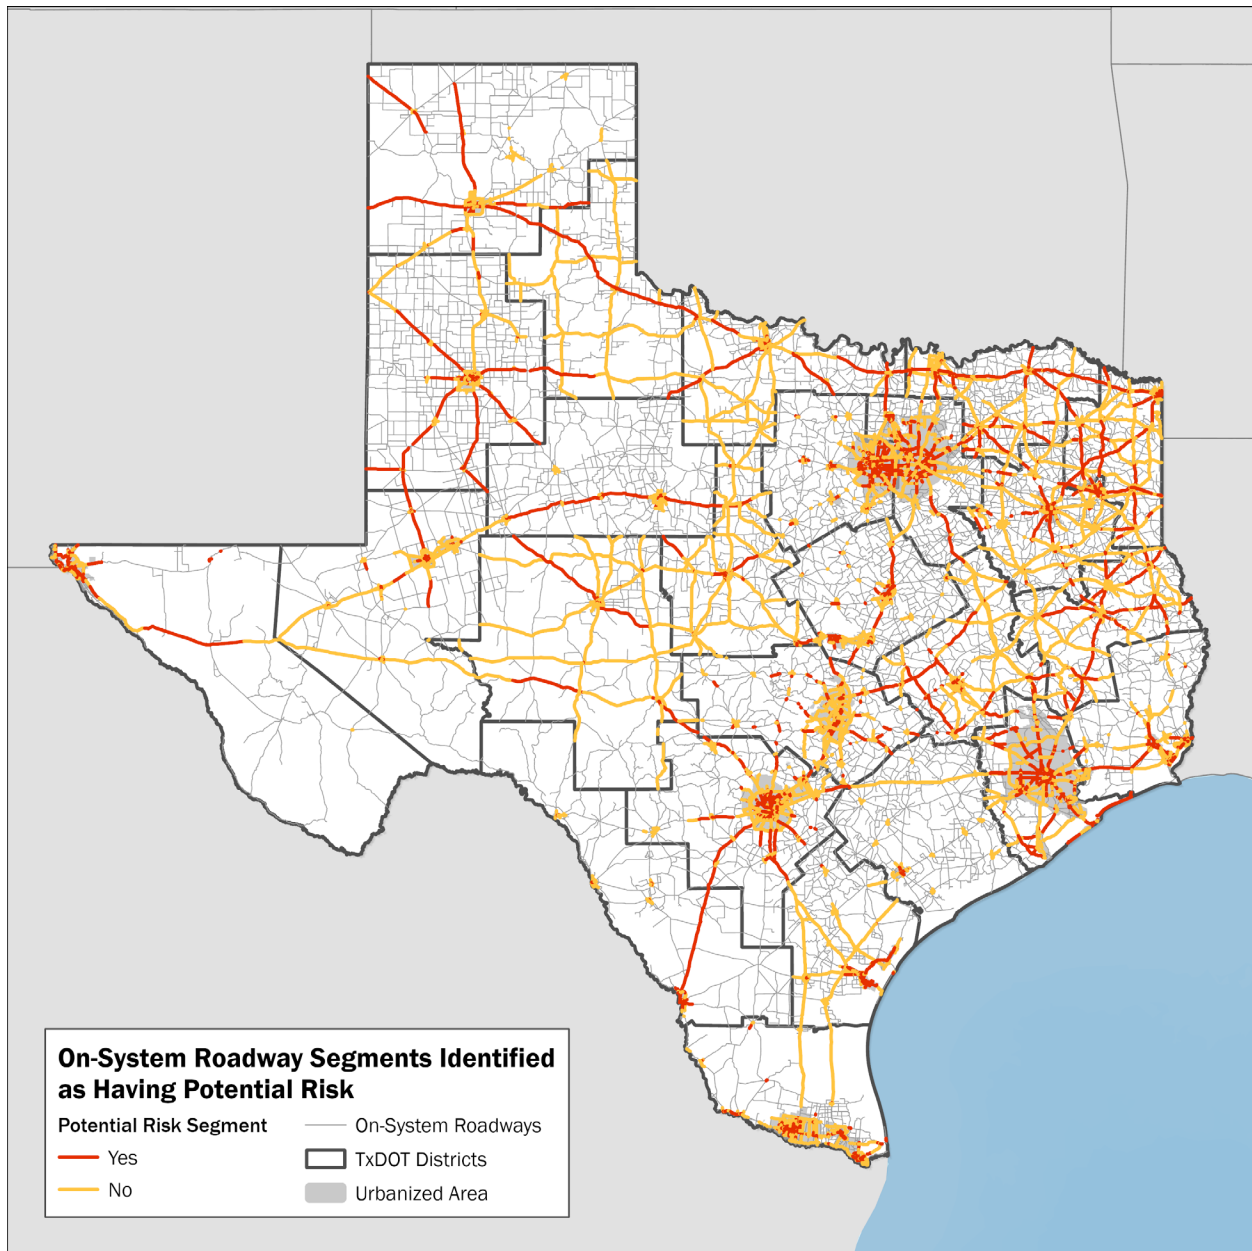 On-System Roadway Segments Identified
as Having Potential Risk
Potential Risk Segment
Yes
No
On-System Roadways
TxDOT Districts
Urbanized Area